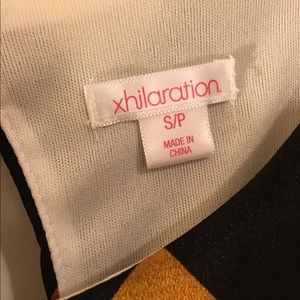 xhilaration.
S/P
MADE IN
CHINA